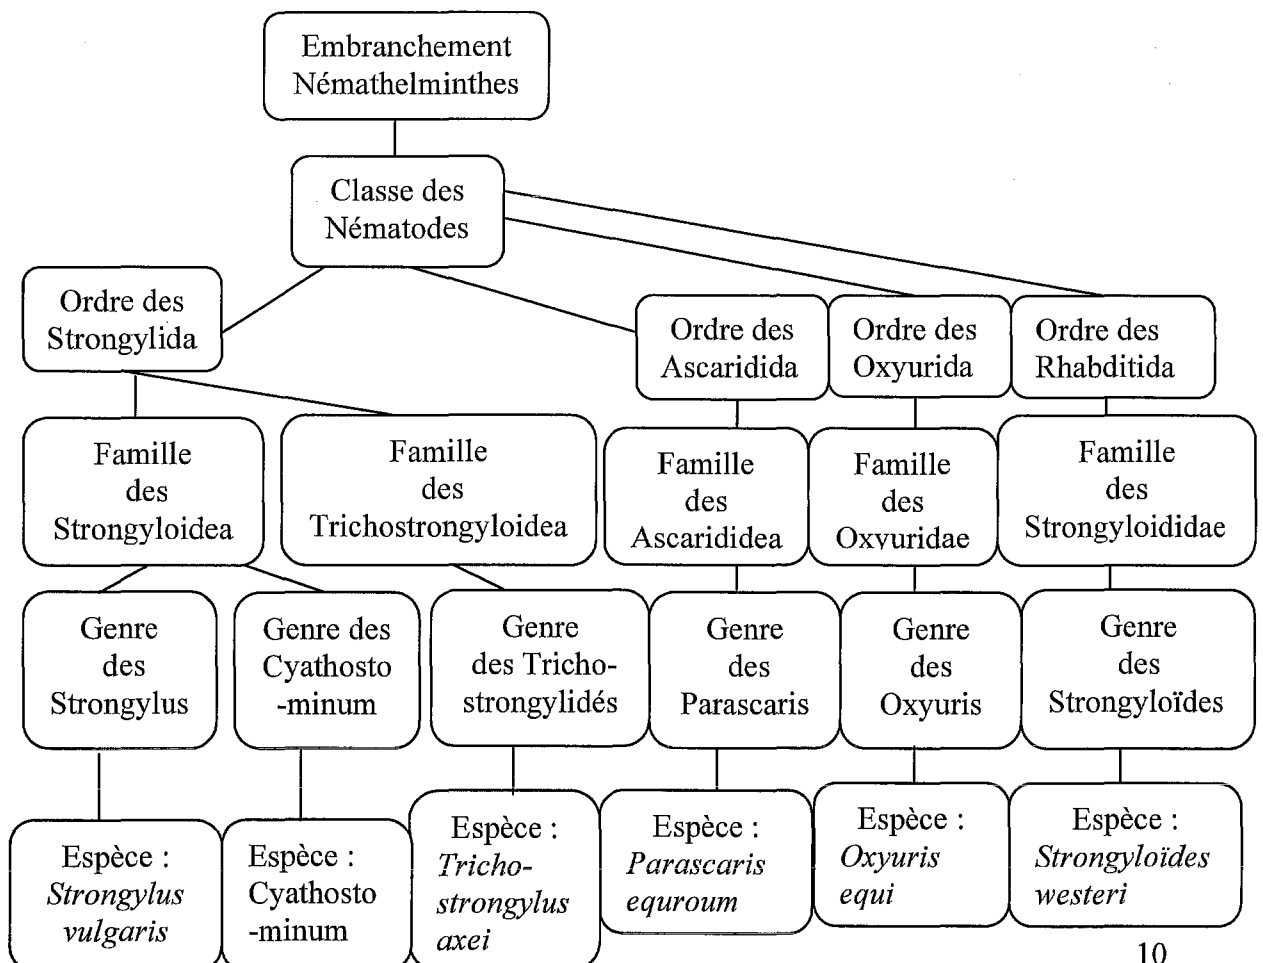 Embranchement
Némathelminthes
Classe des
Nématodes
Ordre des
Strongylida
Ordre des
Ascaridida
Ordre des
Oxyurida
Ordre des
Rhabditida
Famille
des
Strongyloidea
Famille
des
Trichostrongyloidea
Famille
des
Ascarididea
Famille
des
Oxyuridae
Famille
des
Strongyloididae
Genre
des
Strongylus
Genre des
Cyathosto
-minum
Genre
des Tricho-
strongylidés
Genre
des
Parascaris
Genre
des
Oxyuris
Genre
des
Strongyloïdes
Espèce :
Strongylus
vulgaris
Espèce :
Cyathosto
-minum
Espèce :
Tricho-
strongylus
axei
Espèce :
Parascaris
equroum
Espèce :
Oxyuris
equi
Espèce :
Strongyloïdes
westeri
10